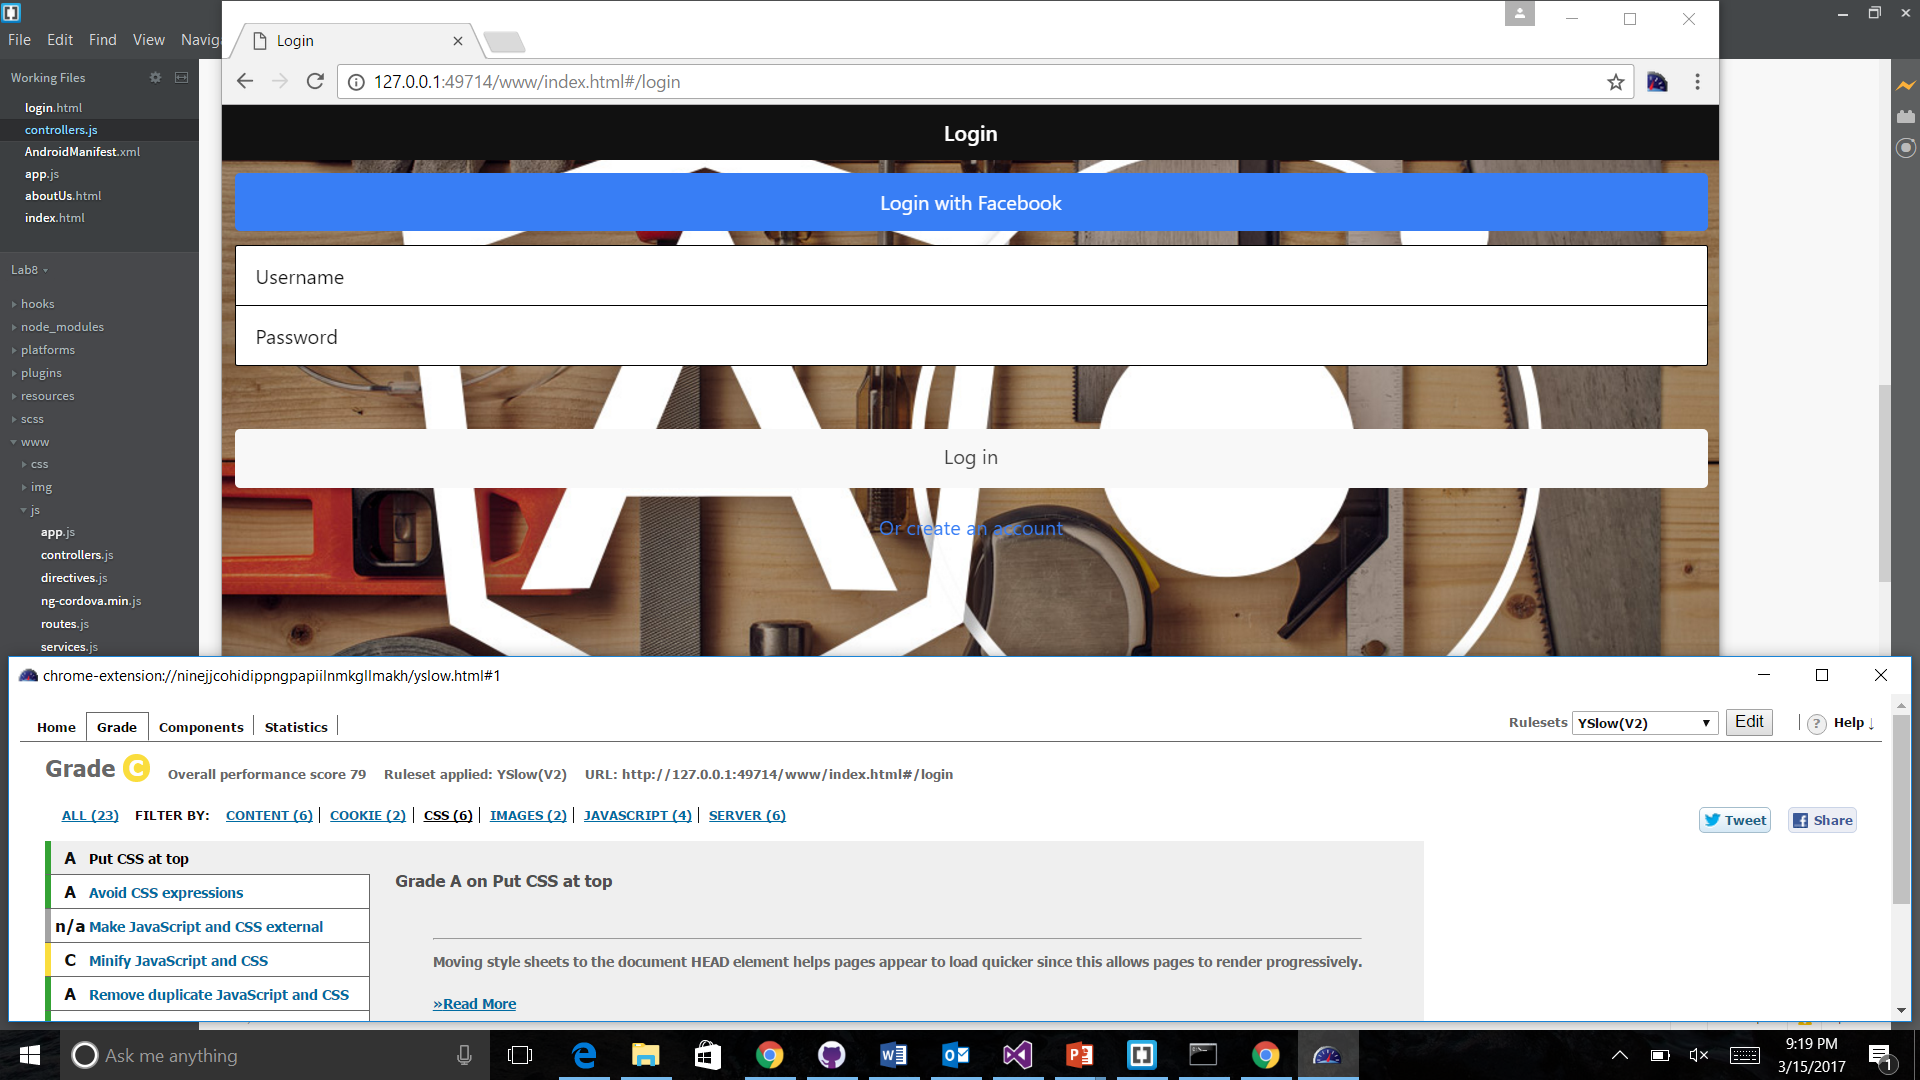 File Edit Find View Naviga
Working Files
login.html
controllers.js
AndroidManifest.xml
app.js
aboutUs.html
index.html
Lab8
hooks
node_modules
platforms
plugins
resources
scss
www
css
img
js
app.js
controllers.js
directives.js
ng-cordova.min.js
routes.js
services.js
Login
127.0.0.1:49714/www/index.html#/login
Login
Login with Facebook
Username
Password
Log in
Or create an account
chrome-extension://ninejjcohidippngpapiilnmkgllmakh/yslow.html#1
Home Grade Components Statistics
Rulesets YSlow(V2) Edit ? Help ↓
Grade C Overall performance score 79 Ruleset applied: YSlow(V2) URL: http://127.0.0.1:49714/www/index.html#/login
ALL (23) FILTER BY: CONTENT (6) COOKIE (2) CSS (6) IMAGES (2) JAVASCRIPT (4) SERVER (6)
Tweet Share
A Put CSS at top
A Avoid CSS expressions
n/a Make JavaScript and CSS external
C Minify JavaScript and CSS
A Remove duplicate JavaScript and CSS
Grade A on Put CSS at top
Moving style sheets to the document HEAD element helps pages appear to load quicker since this allows pages to render progressively.
»Read More
Ask me anything
9:19 PM
3/15/2017
1